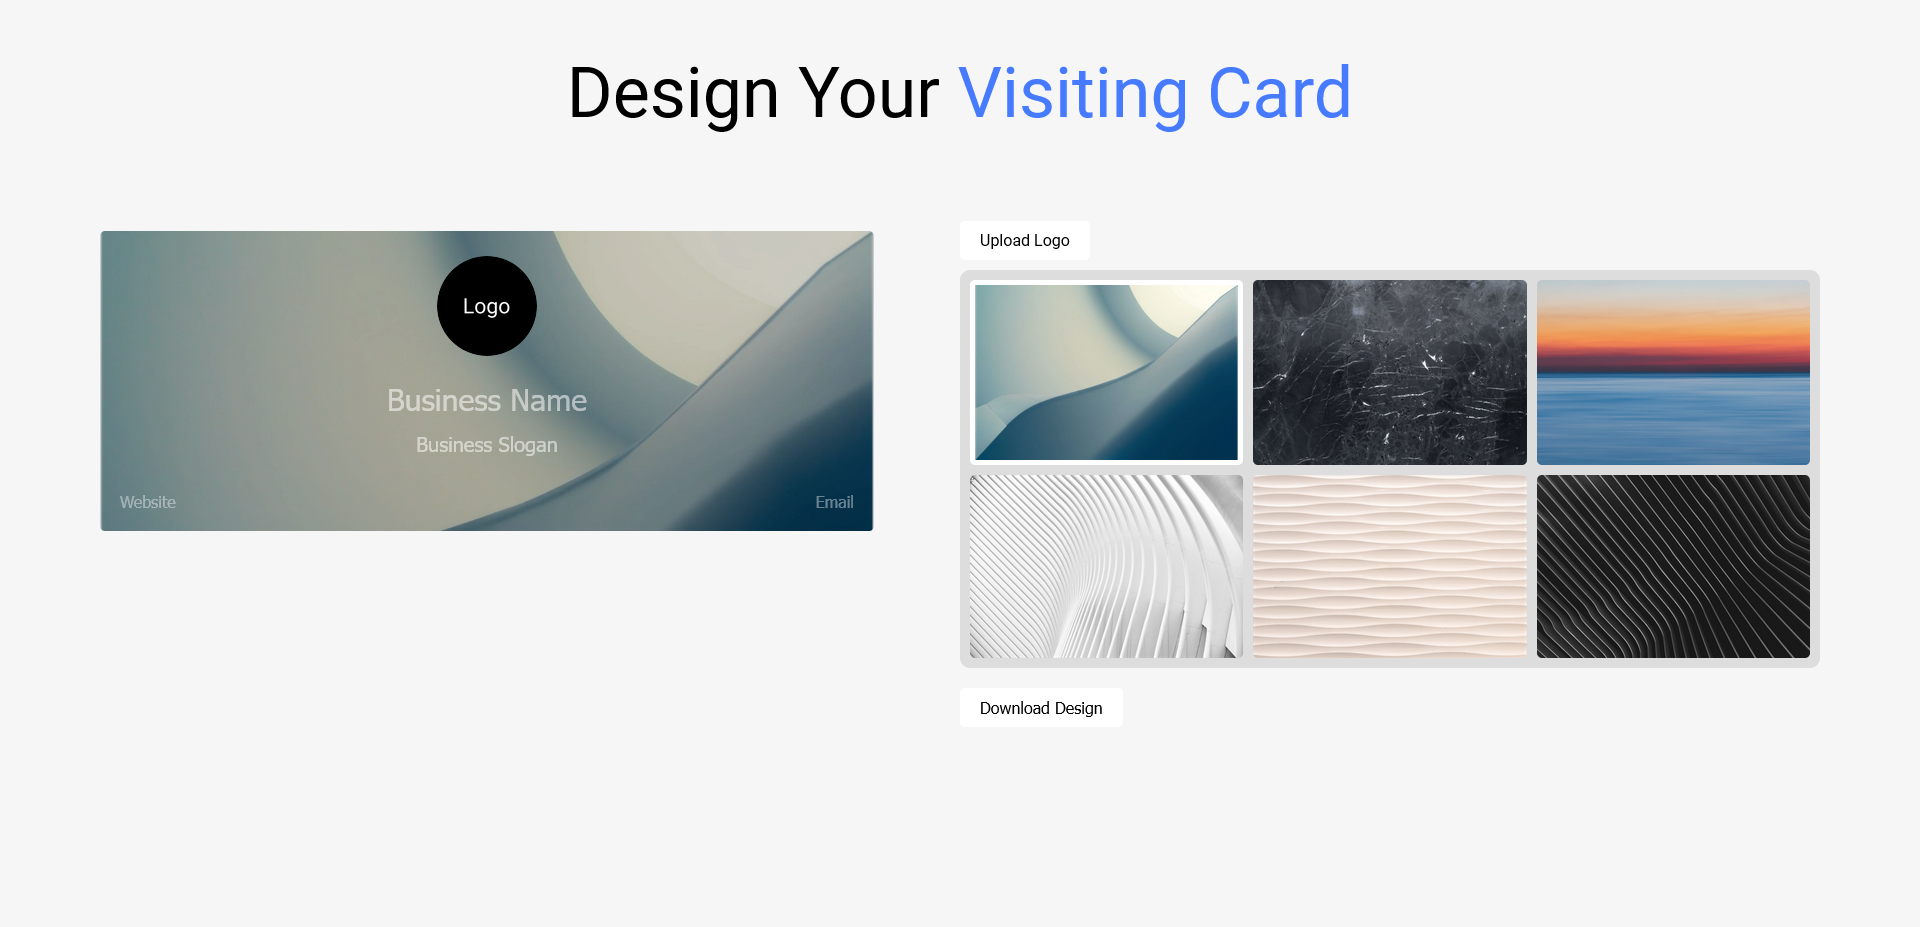 Design Your Visiting Card
Logo
Business Name
Business Slogan
Website
Email
Upload Logo
Download Design